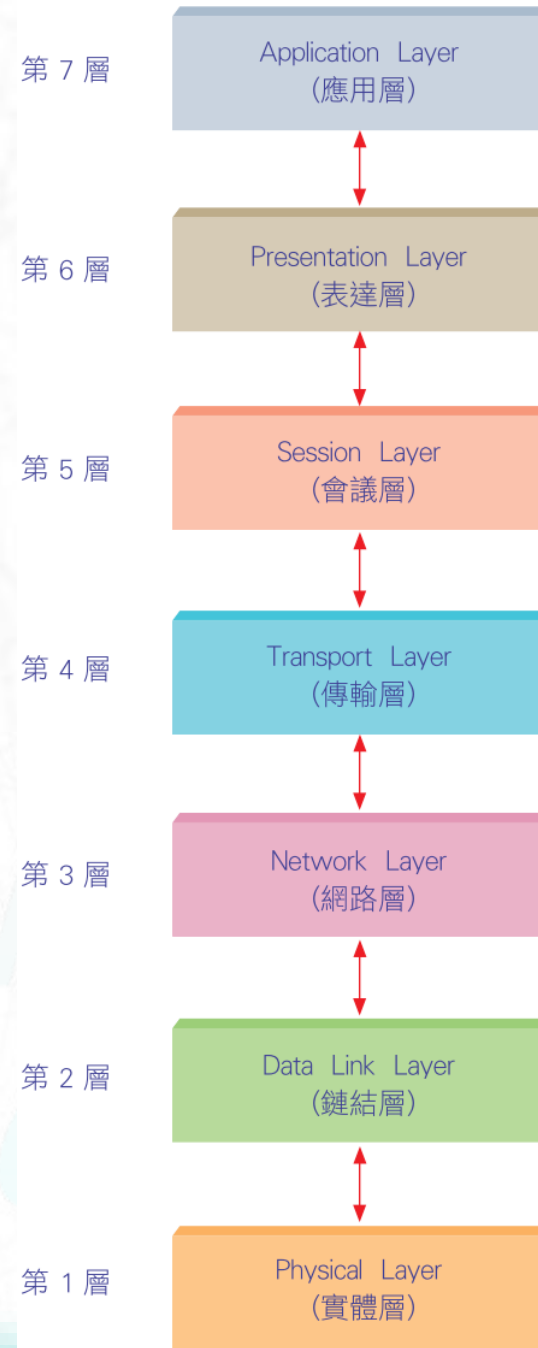 第 7 層
Application Layer
(應用層)
第 6 層
Presentation Layer
(表達層)
第 5 層
Session Layer
(會議層)
第 4 層
Transport Layer
(傳輸層)
第 3 層
Network Layer
(網路層)
第 2 層
Data Link Layer
(鏈結層)
第 1 層
Physical Layer
(實體層)